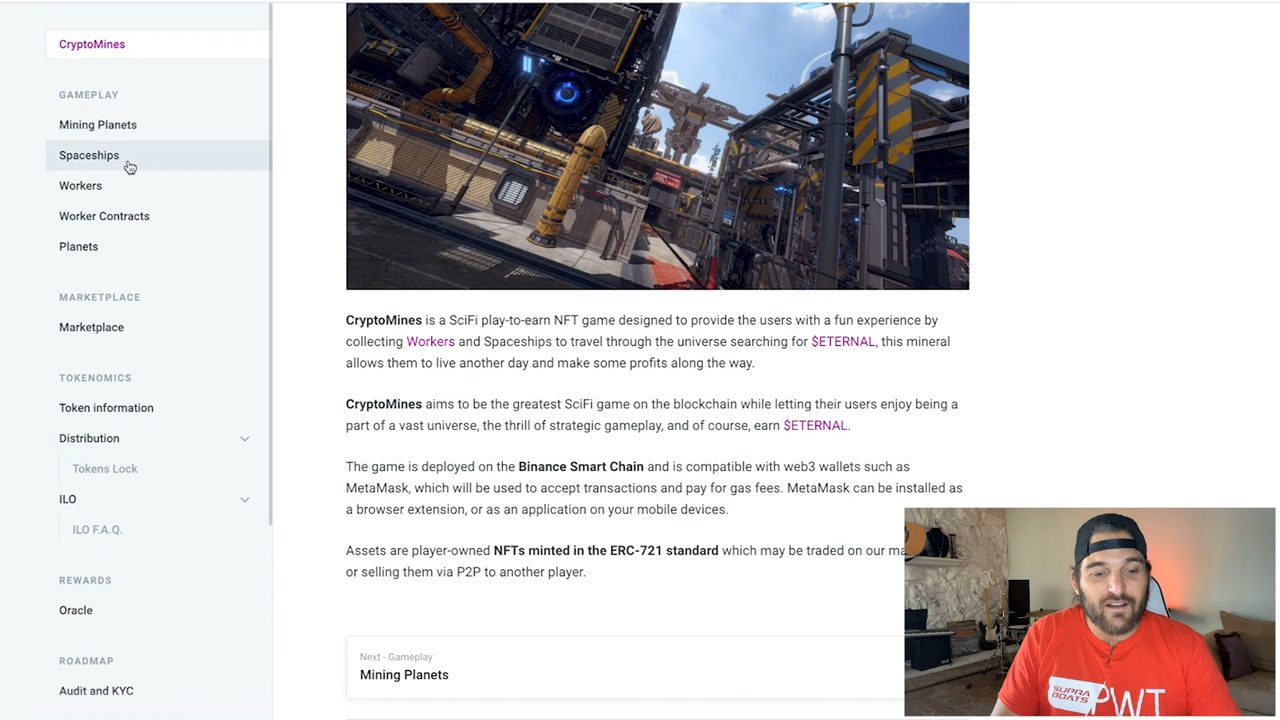 CryptoMines
GAMEPLAY
Mining Planets
Spaceships
Workers
Worker Contracts
Planets
MARKETPLACE
Marketplace
TOKENOMICS
Token information
Distribution
Tokens Lock
ILO
ILO F.A.Q.
REWARDS
Oracle
ROADMAP
Audit and KYC
CryptoMines is a SciFi play-to-earn NFT game designed to provide the users with a fun experience by
collecting Workers and Spaceships to travel through the universe searching for $ETERNAL, this mineral
allows them to live another day and make some profits along the way.
CryptoMines aims to be the greatest SciFi game on the blockchain while letting their users enjoy being a
part of a vast universe, the thrill of strategic gameplay, and of course, earn $ETERNAL.
The game is deployed on the Binance Smart Chain and is compatible with web3 wallets such as
MetaMask, which will be used to accept transactions and pay for gas fees. MetaMask can be installed as
a browser extension, or as an application on your mobile devices.
Assets are player-owned NFTs minted in the ERC-721 standard which may be traded on our ma
or selling them via P2P to another player.
Next - Gameplay
Mining Planets
SUPRA
BOATS
PWT